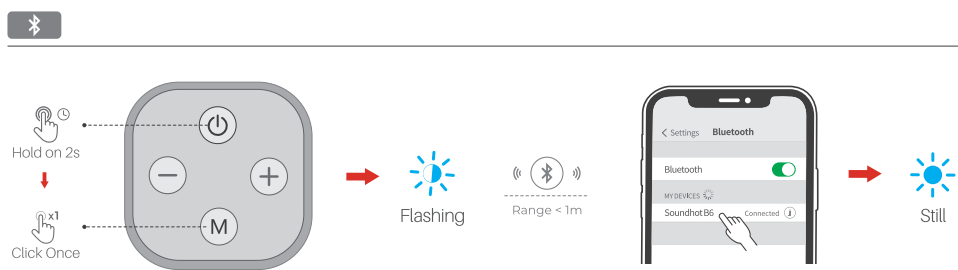 Hold on 2s
x1
Click Once
M
Flashing
Range < 1m
< Settings Bluetooth
Bluetooth
MY DEVICES
Soundhot B6 Connected i
Still